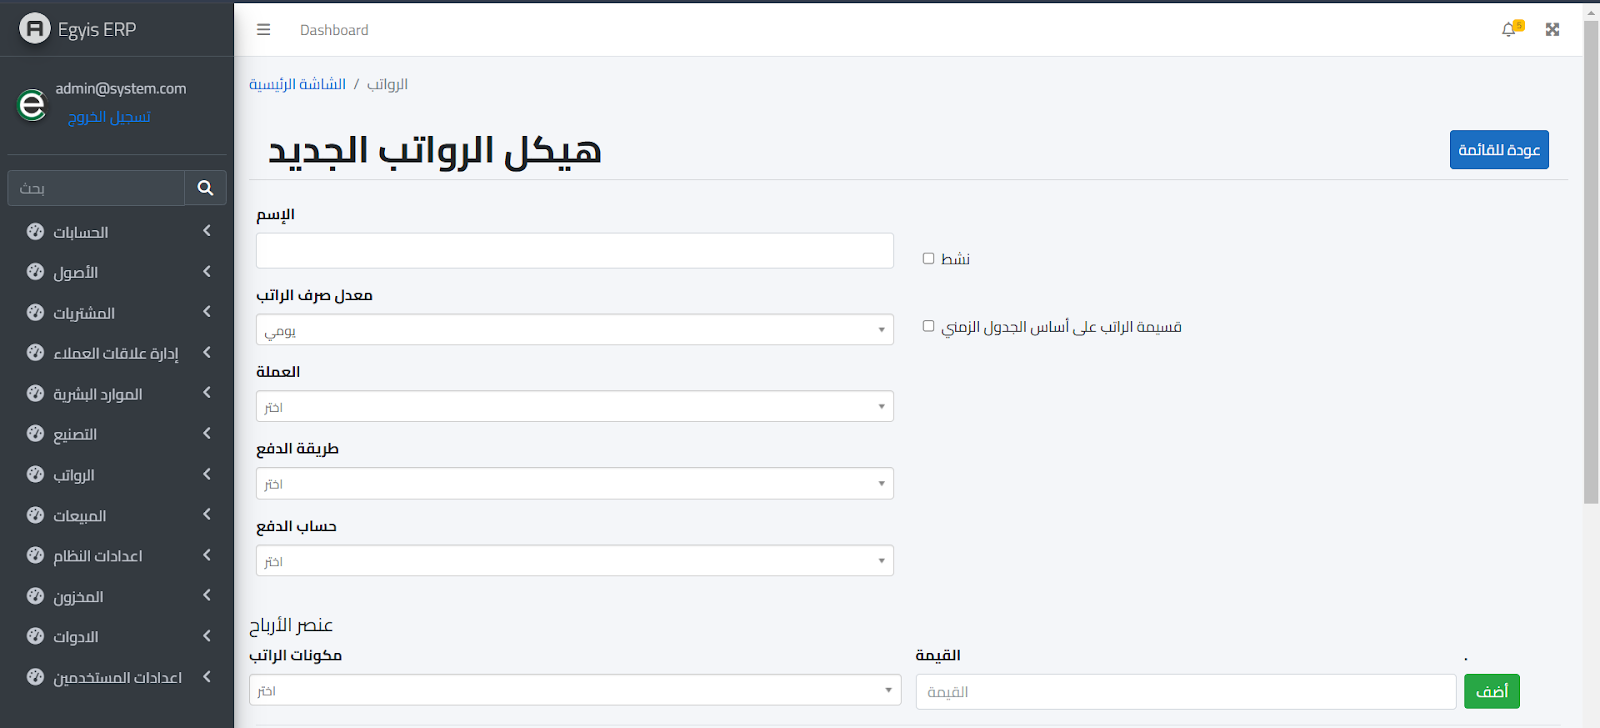 Egyis ERP
admin@system.com
تسجيل الخروج
بحث
الحسابات
الأصول
المشتريات
إدارة علاقات العملاء
الموارد البشرية
التصنيع
الرواتب
المبيعات
اعدادات النظام
المخزون
الادوات
اعدادات المستخدمين
Dashboard
5
الشاشة الرئيسية / الرواتب
هيكل الرواتب الجديد
عودة للقائمة
الإسم
نشط
معدل صرف الراتب
يومي
قسيمة الراتب على أساس الجدول الزمني
العملة
اختر
طريقة الدفع
اختر
حساب الدفع
اختر
عنصر الأرباح
مكونات الراتب
القيمة
.
اختر
القيمة
أضف